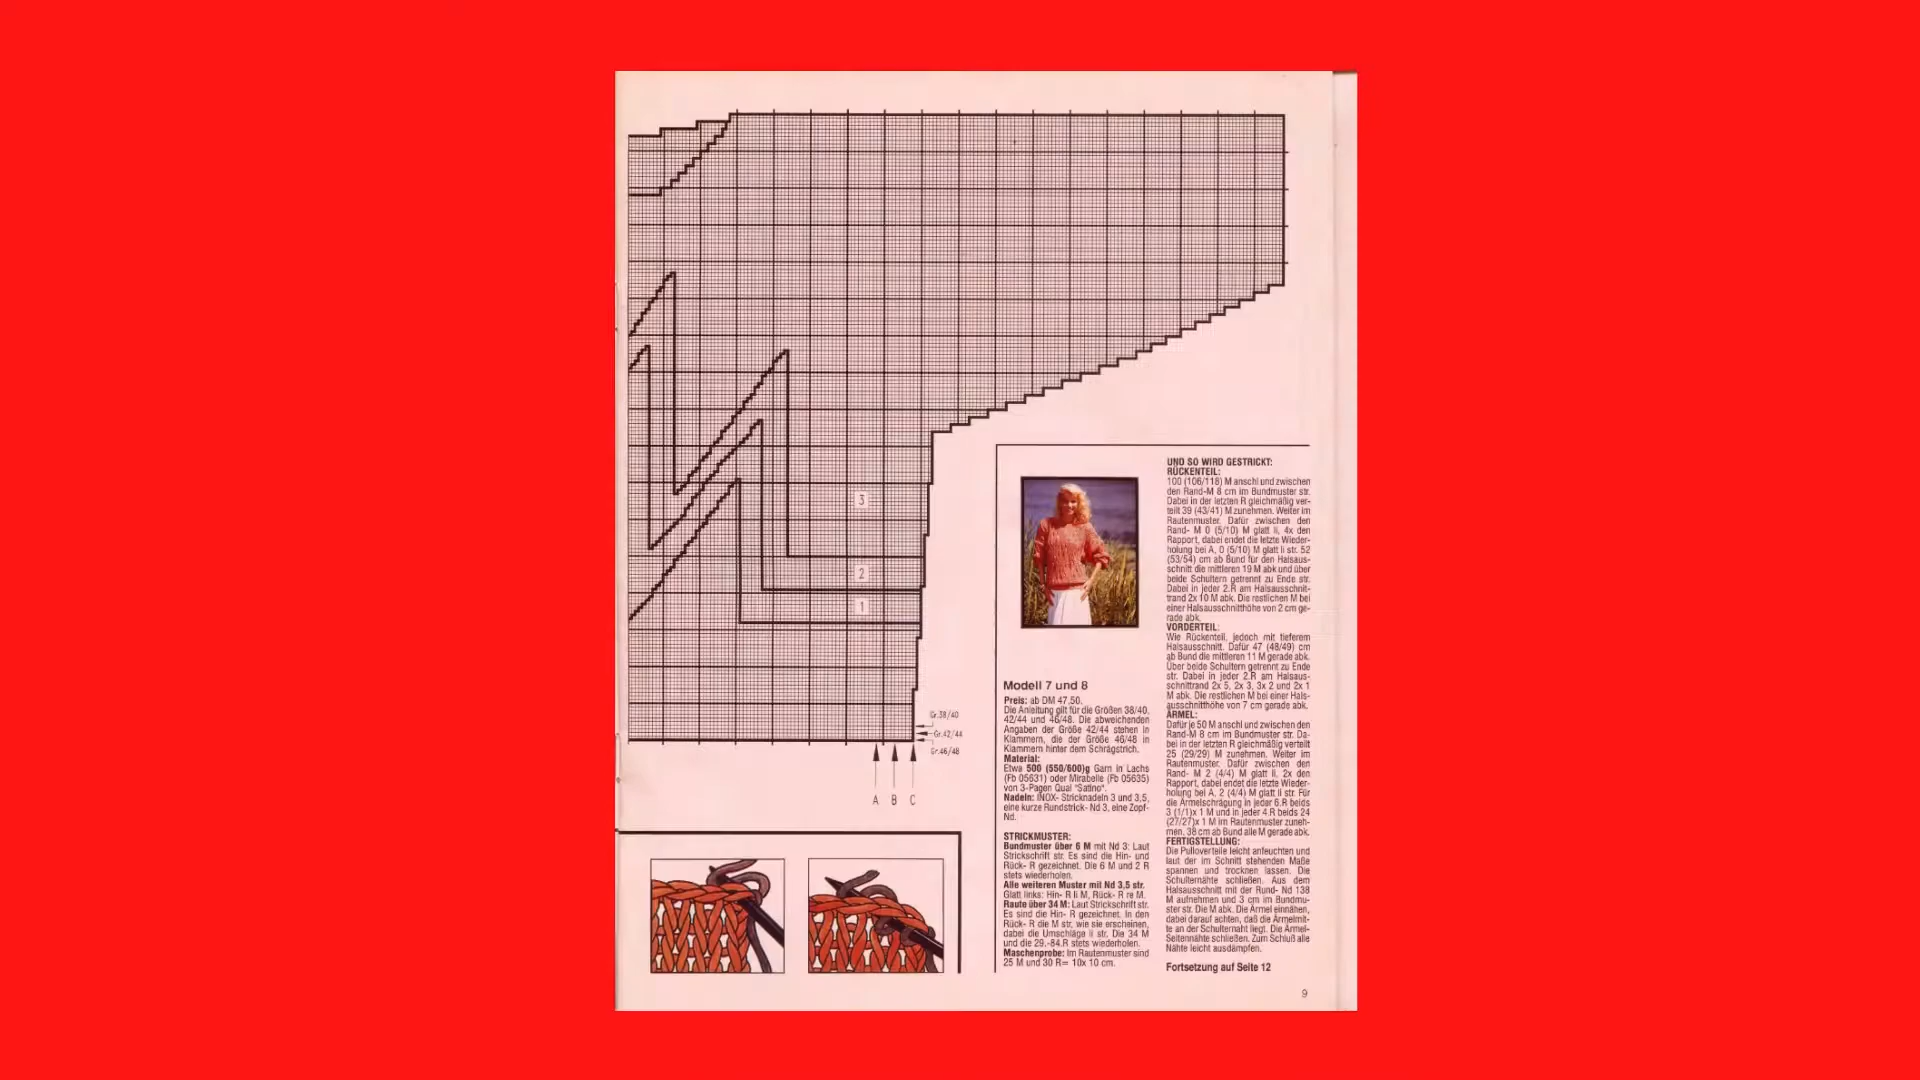 3
2
1
Gr.38/40
Gr.42/44
Gr.46/48
A B C
Modell 7 und 8
Preis: ab DM 47,50.
Die Anleitung gilt für die Größen 38/40,
42/44 und 46/48. Die abweichenden
Angaben der Größe 42/44 stehen in
Klammern, die der Größe 46/48 in
Klammern hinter dem Schrägstrich.
Material:
Etwa 500 (550/600)g Garn in Lachs
(Fb 05631) oder Mirabelle (Fb 05635)
von 3-Pagen Qual "Satino".
Nadeln: INOX- Stricknadeln 3 und 3,5,
eine kurze Rundstrick- Nd 3, eine Zopf-
Nd.
STRICKMUSTER:
Bundmuster über 6 M mit Nd 3: Laut
Strickschrift str. Es sind die Hin- und
Rück- R gezeichnet. Die 6 M und 2 R
stets wiederholen.
Alle weiteren Muster mit Nd 3,5 str.
Glatt links: Hin- R li M, Rück- R re M.
Raute über 34 M: Laut Strickschrift str.
Es sind die Hin- R gezeichnet. In den
Rück- R die M str, wie sie erscheinen,
dabei die Umschläge li str. Die 34 M
und die 29.-84.R stets wiederholen.
Maschenprobe: Im Rautenmuster sind
25 M und 30 R= 10x 10 cm.
UND SO WIRD GESTRICKT:
RÜCKENTEIL:
100 (106/118) M anschl und zwischen
den Rand-M 8 cm im Bundmuster str.
Dabei in der letzten R gleichmäßig ver-
teilt 39 (43/41) M zunehmen. Weiter im
Rautenmuster. Dafür zwischen den
Rand- M 0 (5/10) M glatt li, 4x den
Rapport, dabei endet die letzte Wieder-
holung bei A, 0 (5/10) M glatt li str. 52
(53/54) cm ab Bund für den Halsaus-
schnitt die mittleren 19 M abk und über
beide Schultern getrennt zu Ende str.
Dabei in jeder 2.R am Halsausschnit-
trand 2x 10 M abk. Die restlichen M bei
einer Halsausschnitthöhe von 2 cm ge-
rade abk.
VORDERTEIL:
Wie Rückenteil, jedoch mit tieferem
Halsausschnitt. Dafür 47 (48/49) cm
ab Bund die mittleren 11 M gerade abk.
Über beide Schultern getrennt zu Ende
str. Dabei in jeder 2.R am Halsaus-
schnittrand 2x 5, 2x 3, 3x 2 und 2x 1
M abk. Die restlichen M bei einer Hals-
ausschnitthöhe von 7 cm gerade abk.
ÄRMEL:
Dafür je 50 M anschl und zwischen den
Rand-M 8 cm im Bundmuster str. Da-
bei in der letzten R gleichmäßig verteilt
25 (29/29) M zunehmen. Weiter im
Rautenmuster. Dafür zwischen den
Rand- M 2 (4/4) M glatt li, 2x den
Rapport, dabei endet die letzte Wieder-
holung bei A, 2 (4/4) M glatt li str. Für
die Ärmelschrägung in jeder 6.R beids
3 (1/1)x 1 M und in jeder 4.R beids 24
(27/27)x 1 M im Rautenmuster zuneh-
men. 38 cm ab Bund alle M gerade abk.
FERTIGSTELLUNG:
Die Pulloverteile leicht anfeuchten und
laut der im Schnitt stehenden Maße
spannen und trocknen lassen. Die
Schulternähte schließen. Aus dem
Halsausschnitt mit der Rund- Nd 138
M aufnehmen und 3 cm im Bundmu-
ster str. Die M abk. Die Ärmel einnähen,
dabei darauf achten, daß die Ärmelmit-
te an der Schulternaht liegt. Die Ärmel-
Seitennähte schließen. Zum Schluß alle
Nähte leicht ausdämpfen.
Fortsetzung auf Seite 12
9